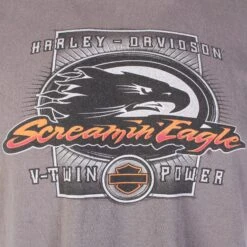 HARLEY - DAVIDSON
Screamin' Eagle
V-TWIN POWER